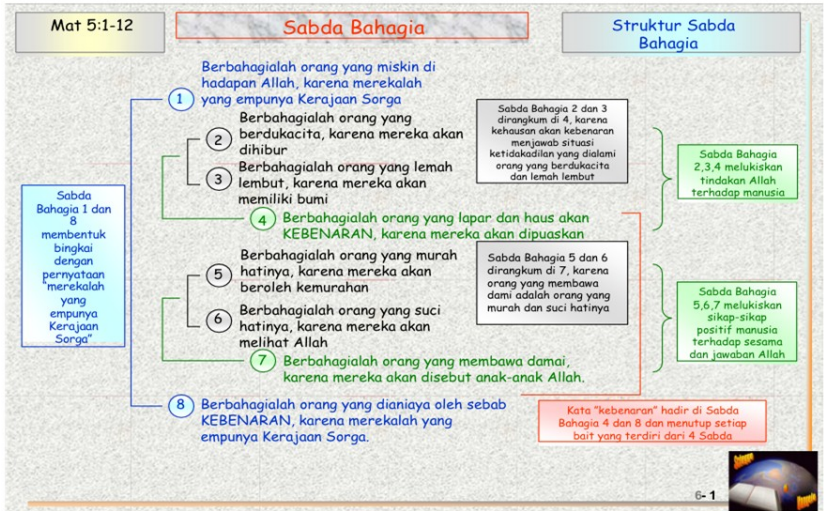 Mat 5:1-12
Sabda Bahagia
Struktur Sabda
Bahagia
Berbahagialah orang yang miskin di
hadapan Allah, karena merekalah
1 yang empunya Kerajaan Sorga
Berbahagialah orang yang
2 berdukacita, karena mereka akan
dihibur
Berbahagialah orang yang lemah
3 lembut, karena mereka akan
memiliki bumi
4 Berbahagialah orang yang lapar dan haus akan
KEBENARAN, karena mereka akan dipuaskan
Sabda Bahagia 2 dan 3
dirangkum di 4, karena
kehausan akan kebenaran
menjawab situasi
ketidakadilan yang dialami
orang yang berdukacita
dan lemah lembut
Sabda Bahagia
2,3,4 melukiskan
tindakan Allah
terhadap manusia
Sabda
Bahagia 1 dan
8
membentuk
bingkai
dengan
pernyataan
"merekalah
yang
empunya
Kerajaan
Sorga"
Berbahagialah orang yang murah
5 hatinya, karena mereka akan
beroleh kemurahan
Berbahagialah orang yang suci
6 hatinya, karena mereka akan
melihat Allah
7 Berbahagialah orang yang membawa damai,
karena mereka akan disebut anak-anak Allah.
Sabda Bahagia 5 dan 6
dirangkum di 7, karena
orang yang membawa
dami adalah orang yang
murah dan suci hatinya
Sabda Bahagia
5,6,7 melukiskan
sikap-sikap
positif manusia
terhadap sesama
dan jawaban Allah
8 Berbahagialah orang yang dianiaya oleh sebab
KEBENARAN, karena merekalah yang
empunya Kerajaan Sorga.
Kata "kebenaran" hadir di Sabda
Bahagia 4 dan 8 dan menutup setiap
bait yang terdiri dari 4 Sabda
6- 1